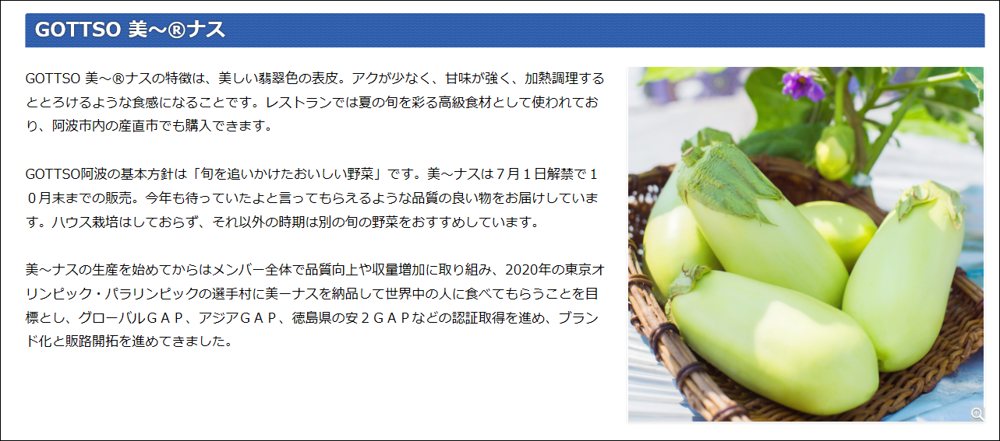 GOTTSO 美～®ナス
GOTTSO 美～®ナスの特徴は、美しい翡翠色の表皮。アクが少なく、甘味が強く、加熱調理する
ととろけるような食感になることです。レストランでは夏の旬を彩る高級食材として使われてお
り、阿波市内の産直市でも購入できます。
GOTTSO阿波の基本方針は「旬を追いかけたおいしい野菜」です。美～ナスは７月１日解禁で１
０月末までの販売。今年も待っていたよと言ってもらえるような品質の良い物をお届けしていま
す。ハウス栽培はしておらず、それ以外の時期は別の旬の野菜をおすすめしています。
美～ナスの生産を始めてからはメンバー全体で品質向上や収量増加に取り組み、2020年の東京オ
リンピック・パラリンピックの選手村に美ーナスを納品して世界中の人に食べてもらうことを目
標とし、グローバルＧＡＰ、アジアＧＡＰ、徳島県の安２ＧＡＰなどの認証取得を進め、ブラン
ド化と販路開拓を進めてきました。